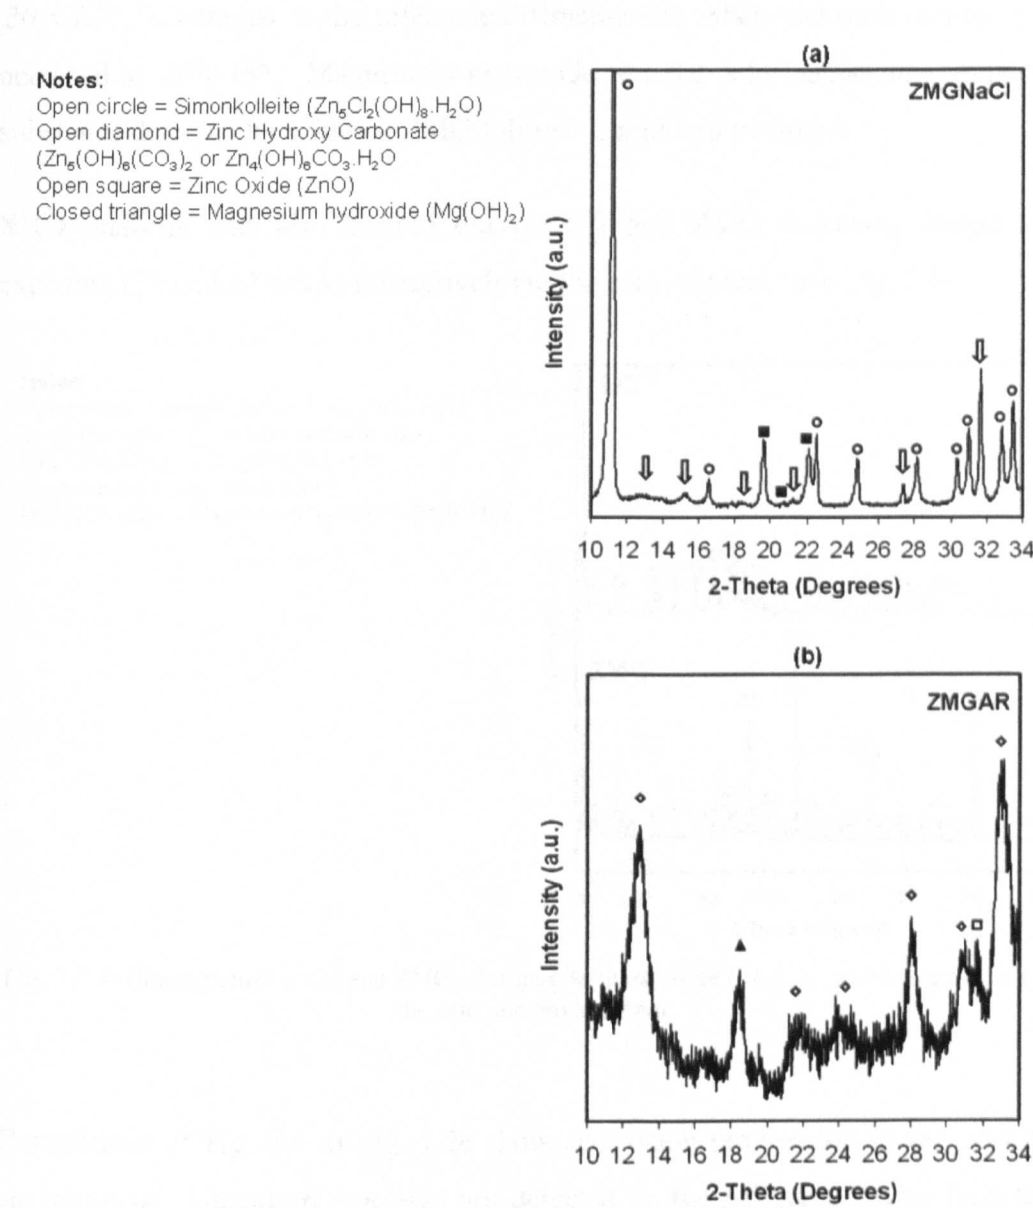 Notes:
Open circle = Simonkolleite (Zn₅Cl₂(OH)₈.H₂O)
Open diamond = Zinc Hydroxy Carbonate
(Zn₅(OH)₆(CO₃)₂ or Zn₄(OH)₆CO₃.H₂O
Open square = Zinc Oxide (ZnO)
Closed triangle = Magnesium hydroxide (Mg(OH)₂)
(a)
ZMGNaCl
Intensity (a.u.)
10 12 14 16 18 20 22 24 26 28 30 32 34
2-Theta (Degrees)
(b)
ZMGAR
Intensity (a.u.)
10 12 14 16 18 20 22 24 26 28 30 32 34
2-Theta (Degrees)